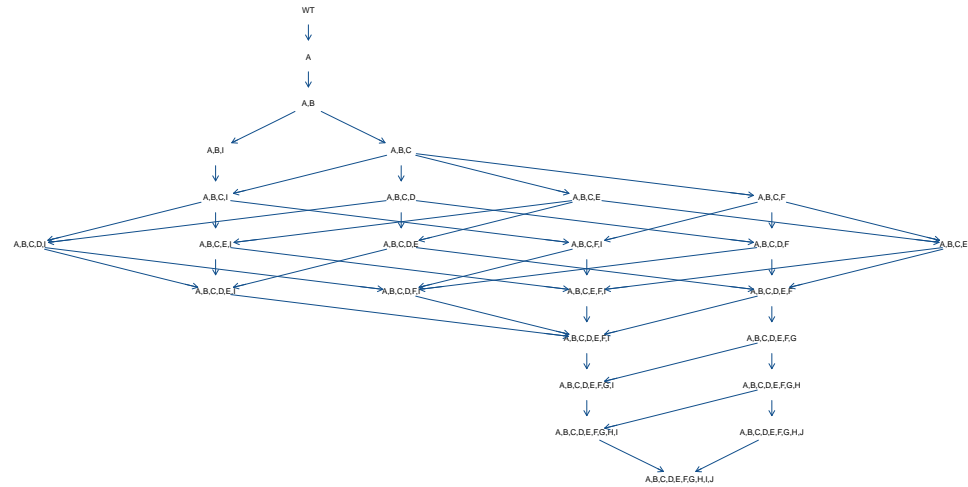 WT
A
A,B
A,B,I
A,B,C
A,B,C,I
A,B,C,D
A,B,C,E
A,B,C,F
A,B,C,D,I
A,B,C,E,I
A,B,C,D,E
A,B,C,F,I
A,B,C,D,F
A,B,C,E
A,B,C,D,E,I
A,B,C,D,F,I
A,B,C,E,F,I
A,B,C,D,E,F
A,B,C,D,E,F,I
A,B,C,D,E,F,G
A,B,C,D,E,F,G,I
A,B,C,D,E,F,G,H
A,B,C,D,E,F,G,H,I
A,B,C,D,E,F,G,H,J
A,B,C,D,E,F,G,H,I,J